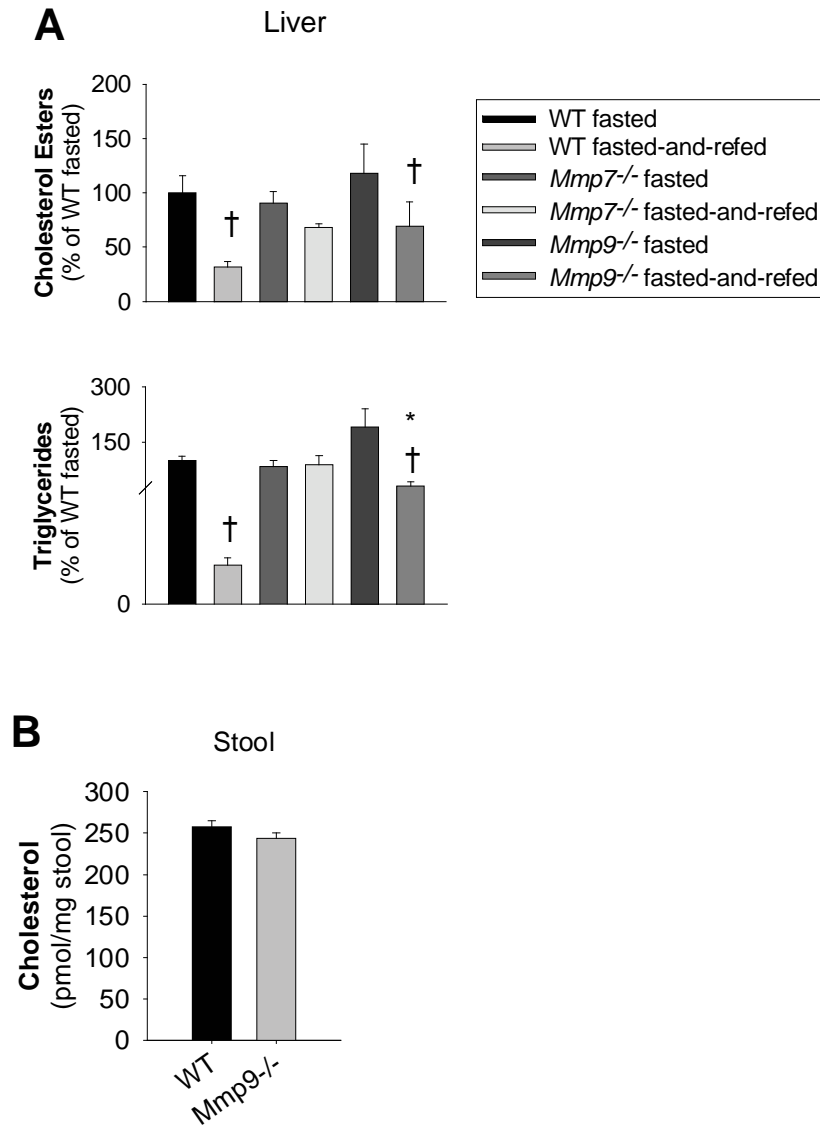 A
Liver
Cholesterol Esters
(% of WT fasted)
200
150
100
50
0
†
†
WT fasted
WT fasted-and-refed
Mmp7-/- fasted
Mmp7-/- fasted-and-refed
Mmp9-/- fasted
Mmp9-/- fasted-and-refed
Triglycerides
(% of WT fasted)
300
150
0
†
*
†
B
Stool
Cholesterol
(pmol/mg stool)
300
250
200
150
100
50
0
WT
Mmp9-/-